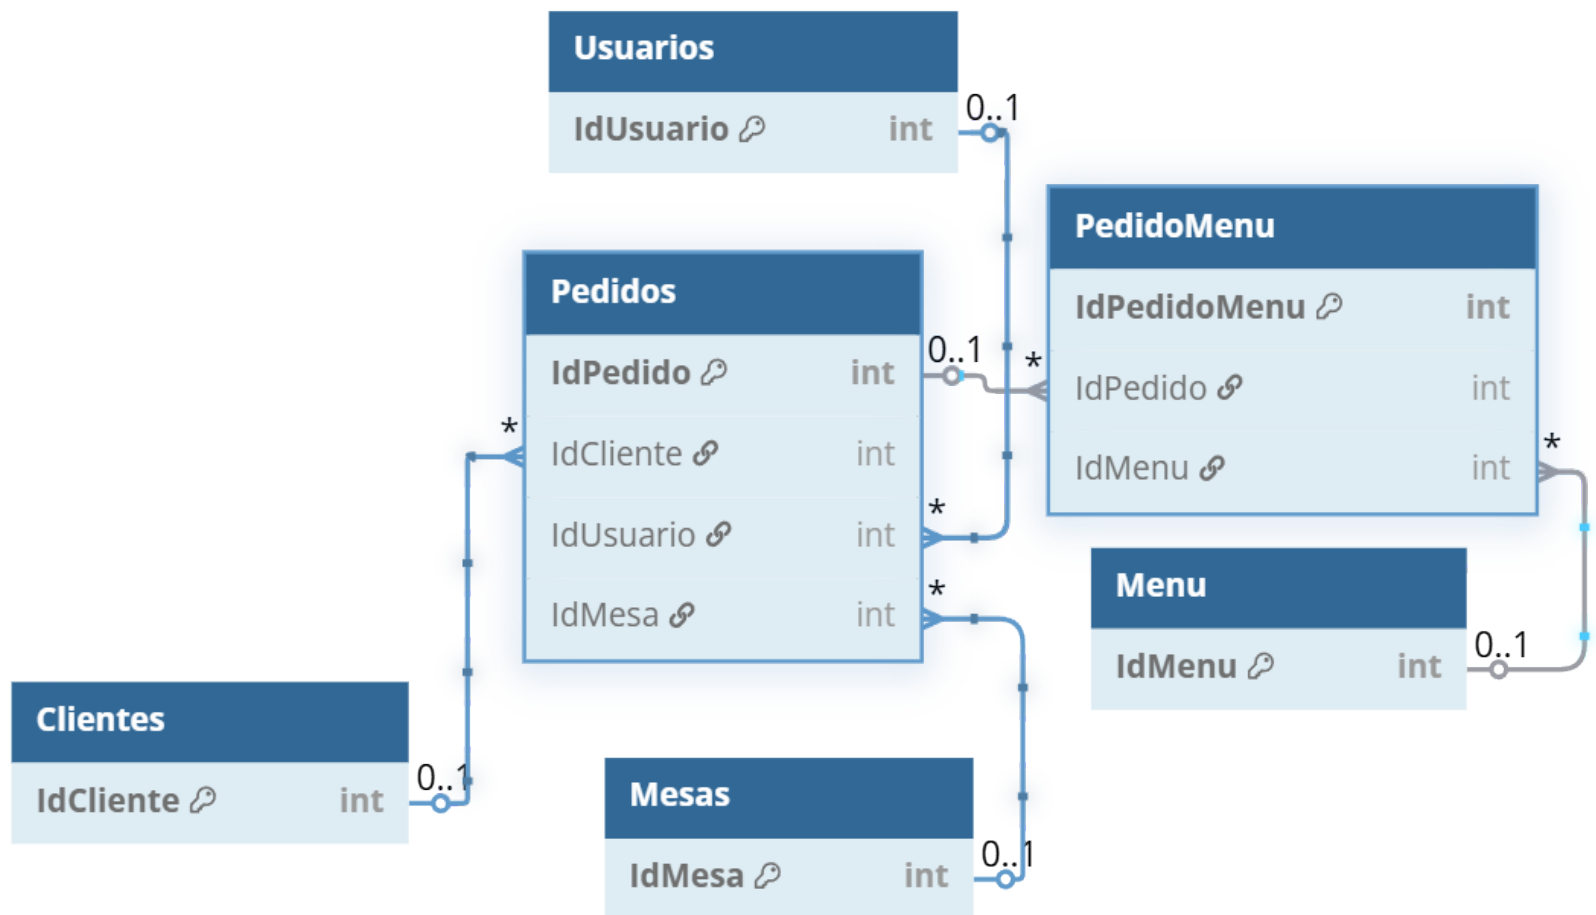 Usuarios
IdUsuario int
0..1
Pedidos
IdPedido int
IdCliente int
IdUsuario int
IdMesa int
0..1
*
*
*
PedidoMenu
IdPedidoMenu int
IdPedido int
IdMenu int
*
*
Menu
IdMenu int
0..1
Clientes
IdCliente int
0..1
Mesas
IdMesa int
0..1